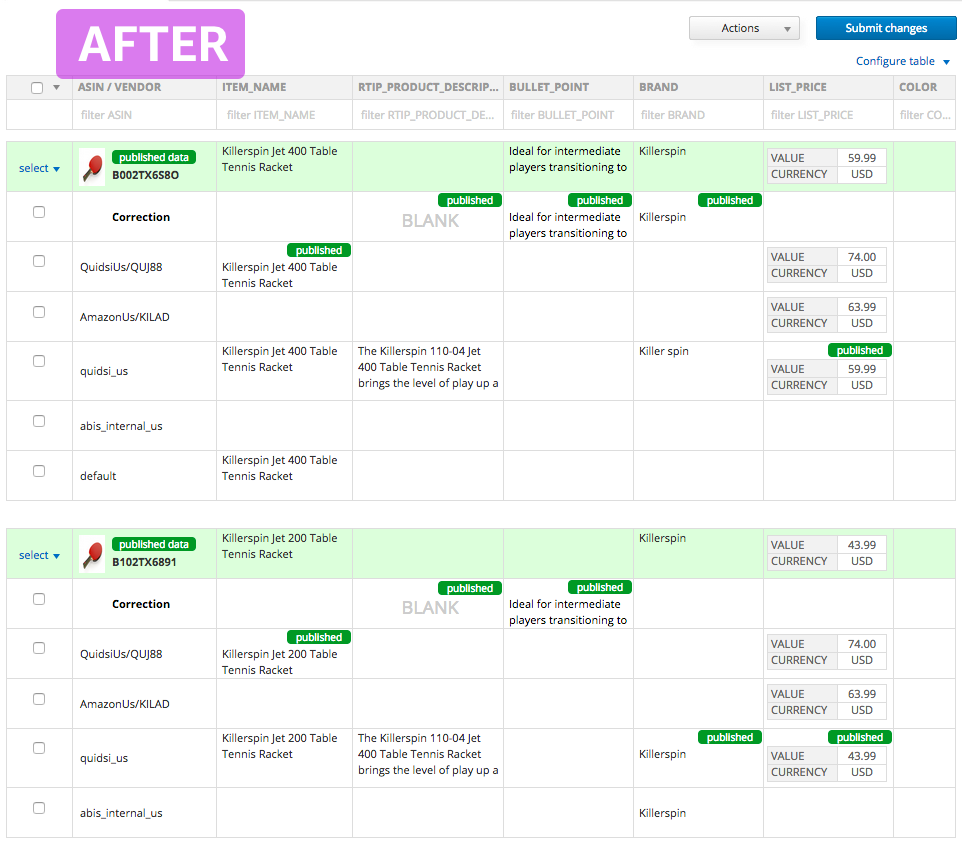 AFTER
Actions
Submit changes
Configure table
ASIN / VENDOR ITEM_NAME RTIP_PRODUCT_DESCRIP... BULLET_POINT BRAND LIST_PRICE COLOR
filter ASIN filter ITEM_NAME filter RTIP_PRODUCT_DE... filter BULLET_POINT filter BRAND filter LIST_PRICE filter CO...
select
published data
B002TX6S8O
Killerspin Jet 400 Table
Tennis Racket
Ideal for intermediate
players transitioning to
Killerspin
VALUE 59.99
CURRENCY USD
Correction
published
BLANK
published
Ideal for intermediate
players transitioning to
published
Killerspin
QuidsiUs/QUJ88
published
Killerspin Jet 400 Table
Tennis Racket
VALUE 74.00
CURRENCY USD
AmazonUs/KILAD
VALUE 63.99
CURRENCY USD
quidsi_us
Killerspin Jet 400 Table
Tennis Racket
The Killerspin 110-04 Jet
400 Table Tennis Racket
brings the level of play up a
Killer spin
published
VALUE 59.99
CURRENCY USD
abis_internal_us
default
Killerspin Jet 400 Table
Tennis Racket
select
published data
B102TX6891
Killerspin Jet 200 Table
Tennis Racket
Killerspin
VALUE 43.99
CURRENCY USD
Correction
published
BLANK
published
Ideal for intermediate
players transitioning to
QuidsiUs/QUJ88
published
Killerspin Jet 200 Table
Tennis Racket
VALUE 74.00
CURRENCY USD
AmazonUs/KILAD
VALUE 63.99
CURRENCY USD
quidsi_us
Killerspin Jet 200 Table
Tennis Racket
The Killerspin 110-04 Jet
400 Table Tennis Racket
brings the level of play up a
published
Killerspin
published
VALUE 43.99
CURRENCY USD
abis_internal_us
Killerspin